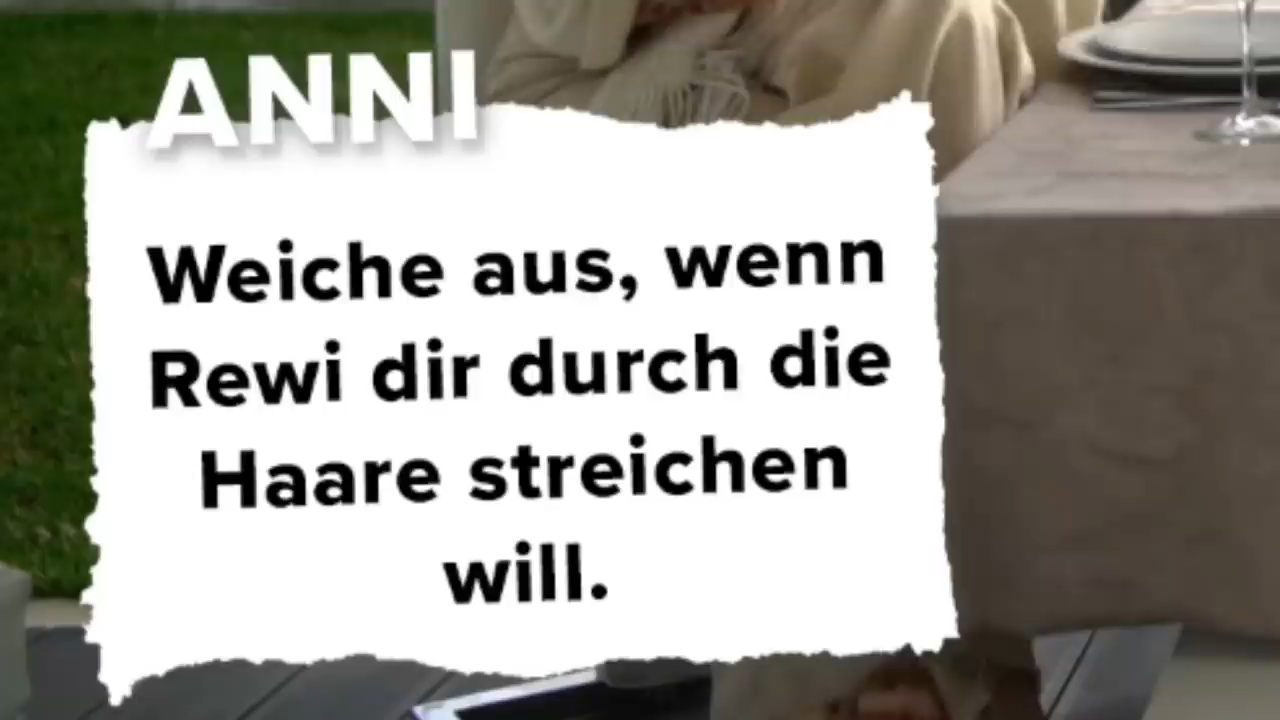 ANNI
Weiche aus, wenn
Rewi dir durch die
Haare streichen
will.